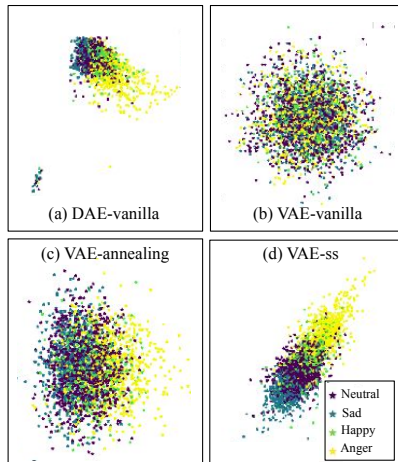 (a) DAE-vanilla
(b) VAE-vanilla
(c) VAE-annealing
(d) VAE-ss
Neutral
Sad
Happy
Anger